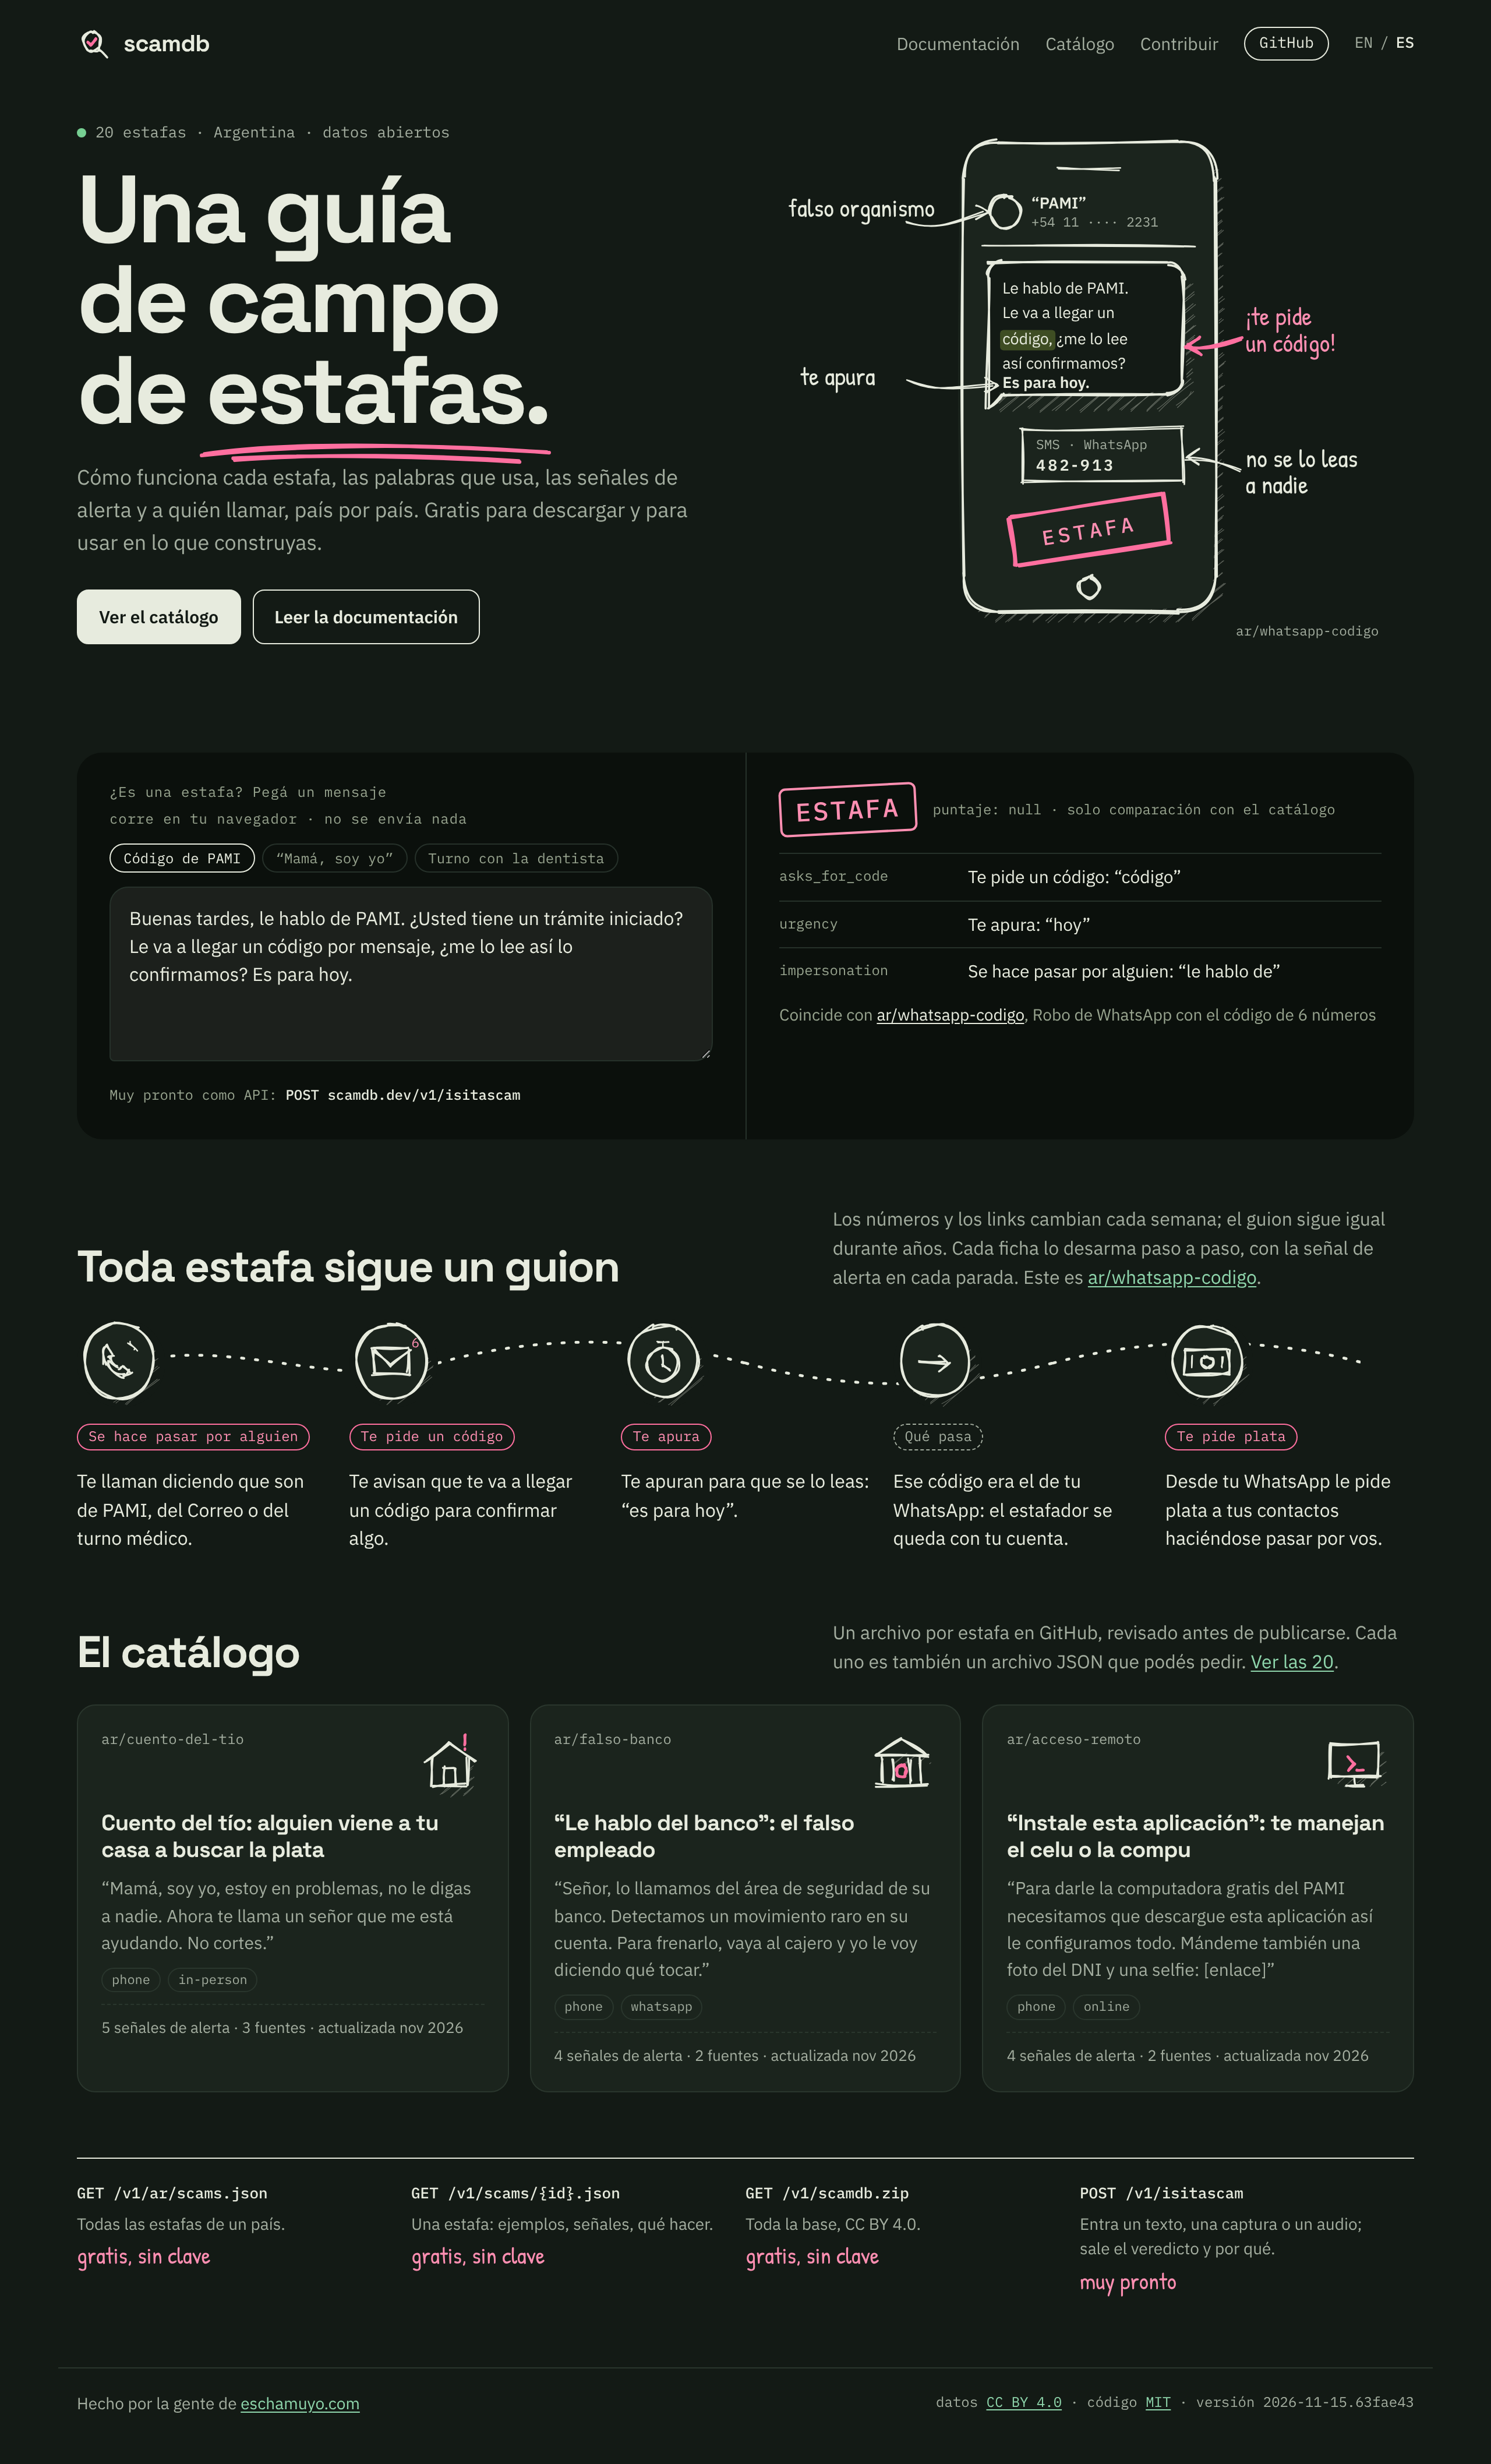 scamdb
Documentación
Catálogo
Contribuir
GitHub
EN / ES
20 estafas · Argentina · datos abiertos
Una guía
de campo
de estafas.
Cómo funciona cada estafa, las palabras que usa, las señales de
alerta y a quién llamar, país por país. Gratis para descargar y para
usar en lo que construyas.
Ver el catálogo
Leer la documentación
falso organismo
“PAMI”
+54 11 ···· 2231
Le hablo de PAMI.
Le va a llegar un
código, ¿me lo lee
así confirmamos?
Es para hoy.
¡te pide
un código!
te apura
SMS · WhatsApp
482-913
no se lo leas
a nadie
ESTAFA
ar/whatsapp-codigo
¿Es una estafa? Pegá un mensaje
corre en tu navegador · no se envía nada
Código de PAMI
“Mamá, soy yo”
Turno con la dentista
Buenas tardes, le hablo de PAMI. ¿Usted tiene un trámite iniciado?
Le va a llegar un código por mensaje, ¿me lo lee así lo
confirmamos? Es para hoy.
Muy pronto como API: POST scamdb.dev/v1/isitascam
ESTAFA
puntaje: null · solo comparación con el catálogo
asks_for_code
Te pide un código: “código”
urgency
Te apura: “hoy”
impersonation
Se hace pasar por alguien: “le hablo de”
Coincide con ar/whatsapp-codigo, Robo de WhatsApp con el código de 6 números
Toda estafa sigue un guion
Los números y los links cambian cada semana; el guion sigue igual
durante años. Cada ficha lo desarma paso a paso, con la señal de
alerta en cada parada. Este es ar/whatsapp-codigo.
6
Se hace pasar por alguien
Te llaman diciendo que son
de PAMI, del Correo o del
turno médico.
Te pide un código
Te avisan que te va a llegar
un código para confirmar
algo.
Te apura
Te apuran para que se lo leas:
“es para hoy”.
Qué pasa
Ese código era el de tu
WhatsApp: el estafador se
queda con tu cuenta.
Te pide plata
Desde tu WhatsApp le pide
plata a tus contactos
haciéndose pasar por vos.
El catálogo
Un archivo por estafa en GitHub, revisado antes de publicarse. Cada
uno es también un archivo JSON que podés pedir. Ver las 20.
ar/cuento-del-tio
!
Cuento del tío: alguien viene a tu
casa a buscar la plata
“Mamá, soy yo, estoy en problemas, no le digas
a nadie. Ahora te llama un señor que me está
ayudando. No cortes.”
phone
in-person
5 señales de alerta · 3 fuentes · actualizada nov 2026
ar/falso-banco
“Le hablo del banco”: el falso
empleado
“Señor, lo llamamos del área de seguridad de su
banco. Detectamos un movimiento raro en su
cuenta. Para frenarlo, vaya al cajero y yo le voy
diciendo qué tocar.”
phone
whatsapp
4 señales de alerta · 2 fuentes · actualizada nov 2026
ar/acceso-remoto
“Instale esta aplicación”: te manejan
el celu o la compu
“Para darle la computadora gratis del PAMI
necesitamos que descargue esta aplicación así
le configuramos todo. Mándeme también una
foto del DNI y una selfie: [enlace]”
phone
online
4 señales de alerta · 2 fuentes · actualizada nov 2026
GET /v1/ar/scams.json
Todas las estafas de un país.
gratis, sin clave
GET /v1/scams/{id}.json
Una estafa: ejemplos, señales, qué hacer.
gratis, sin clave
GET /v1/scamdb.zip
Toda la base, CC BY 4.0.
gratis, sin clave
POST /v1/isitascam
Entra un texto, una captura o un audio;
sale el veredicto y por qué.
muy pronto
Hecho por la gente de eschamuyo.com
datos CC BY 4.0 · código MIT · versión 2026-11-15.63fae43